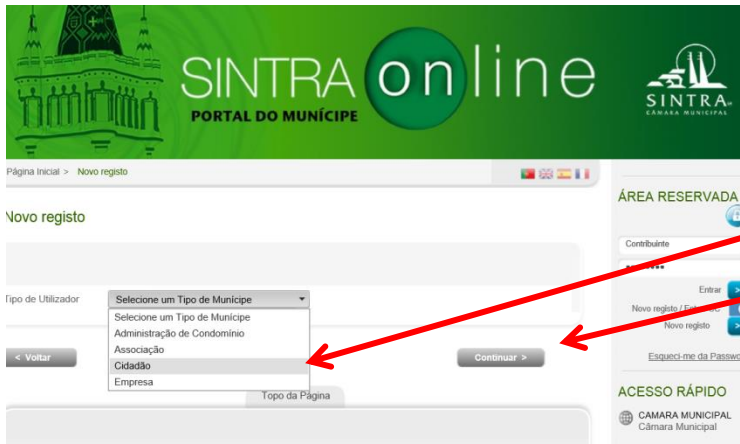 SINTRA online
PORTAL DO MUNÍCIPE
SINTRA
CÂMARA MUNICIPAL
Página Inicial > Novo registo
Novo registo
Tipo de Utilizador
Selecione um Tipo de Munícipe
Selecione um Tipo de Munícipe
Administração de Condomínio
Associação
Cidadão
Empresa
< Voltar
Continuar >
Topo da Página
ÁREA RESERVADA
Contribuinte
Entrar >
Novo registo /
Novo registo >
Esqueci-me da
ACESSO RÁPIDO
CAMARA MUNICIPAL
Câmara Municipal